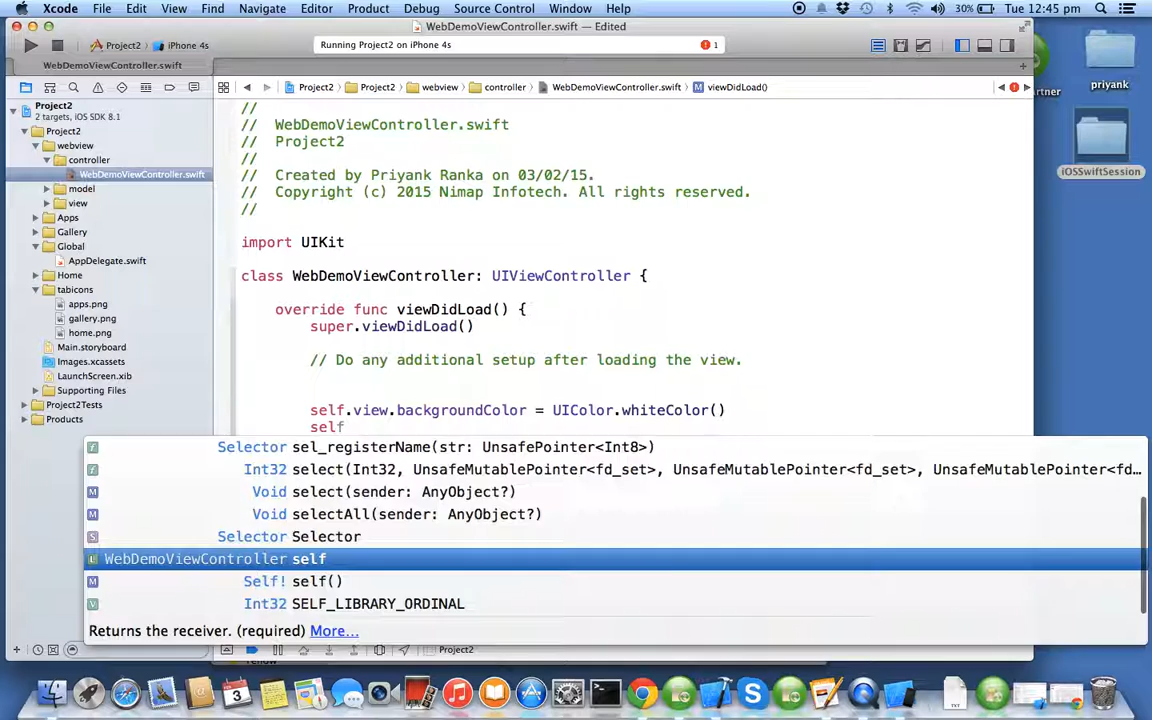 Xcode File Edit View Find Navigate Editor Product Debug Source Control Window Help 30% Tue 12:45 pm
WebDemoViewController.swift — Edited
Project2 iPhone 4s Running Project2 on iPhone 4s 1
WebDemoViewController.swift
Project2 Project2 webview controller WebDemoViewController.swift viewDidLoad()
Project2
2 targets, iOS SDK 8.1
Project2
webview
controller
WebDemoViewController.swift
model
view
Apps
Gallery
Global
AppDelegate.swift
Home
tabicons
apps.png
gallery.png
home.png
Main.storyboard
Images.xcassets
LaunchScreen.xib
Supporting Files
Project2Tests
Products
//
// WebDemoViewController.swift
// Project2
//
// Created by Priyank Ranka on 03/02/15.
// Copyright (c) 2015 Nimap Infotech. All rights reserved.
//
import UIKit
class WebDemoViewController: UIViewController {
override func viewDidLoad() {
super.viewDidLoad()
// Do any additional setup after loading the view.
self.view.backgroundColor = UIColor.whiteColor()
self
Selector sel_registerName(str: UnsafePointer<Int8>)
Int32 select(Int32, UnsafeMutablePointer<fd_set>, UnsafeMutablePointer<fd_set>, UnsafeMutablePointer<fd...
Void select(sender: AnyObject?)
Void selectAll(sender: AnyObject?)
Selector Selector
WebDemoViewController self
Self! self()
Int32 SELF_LIBRARY_ORDINAL
Returns the receiver. (required) More...
Project2
priyank
iOSSwiftSession